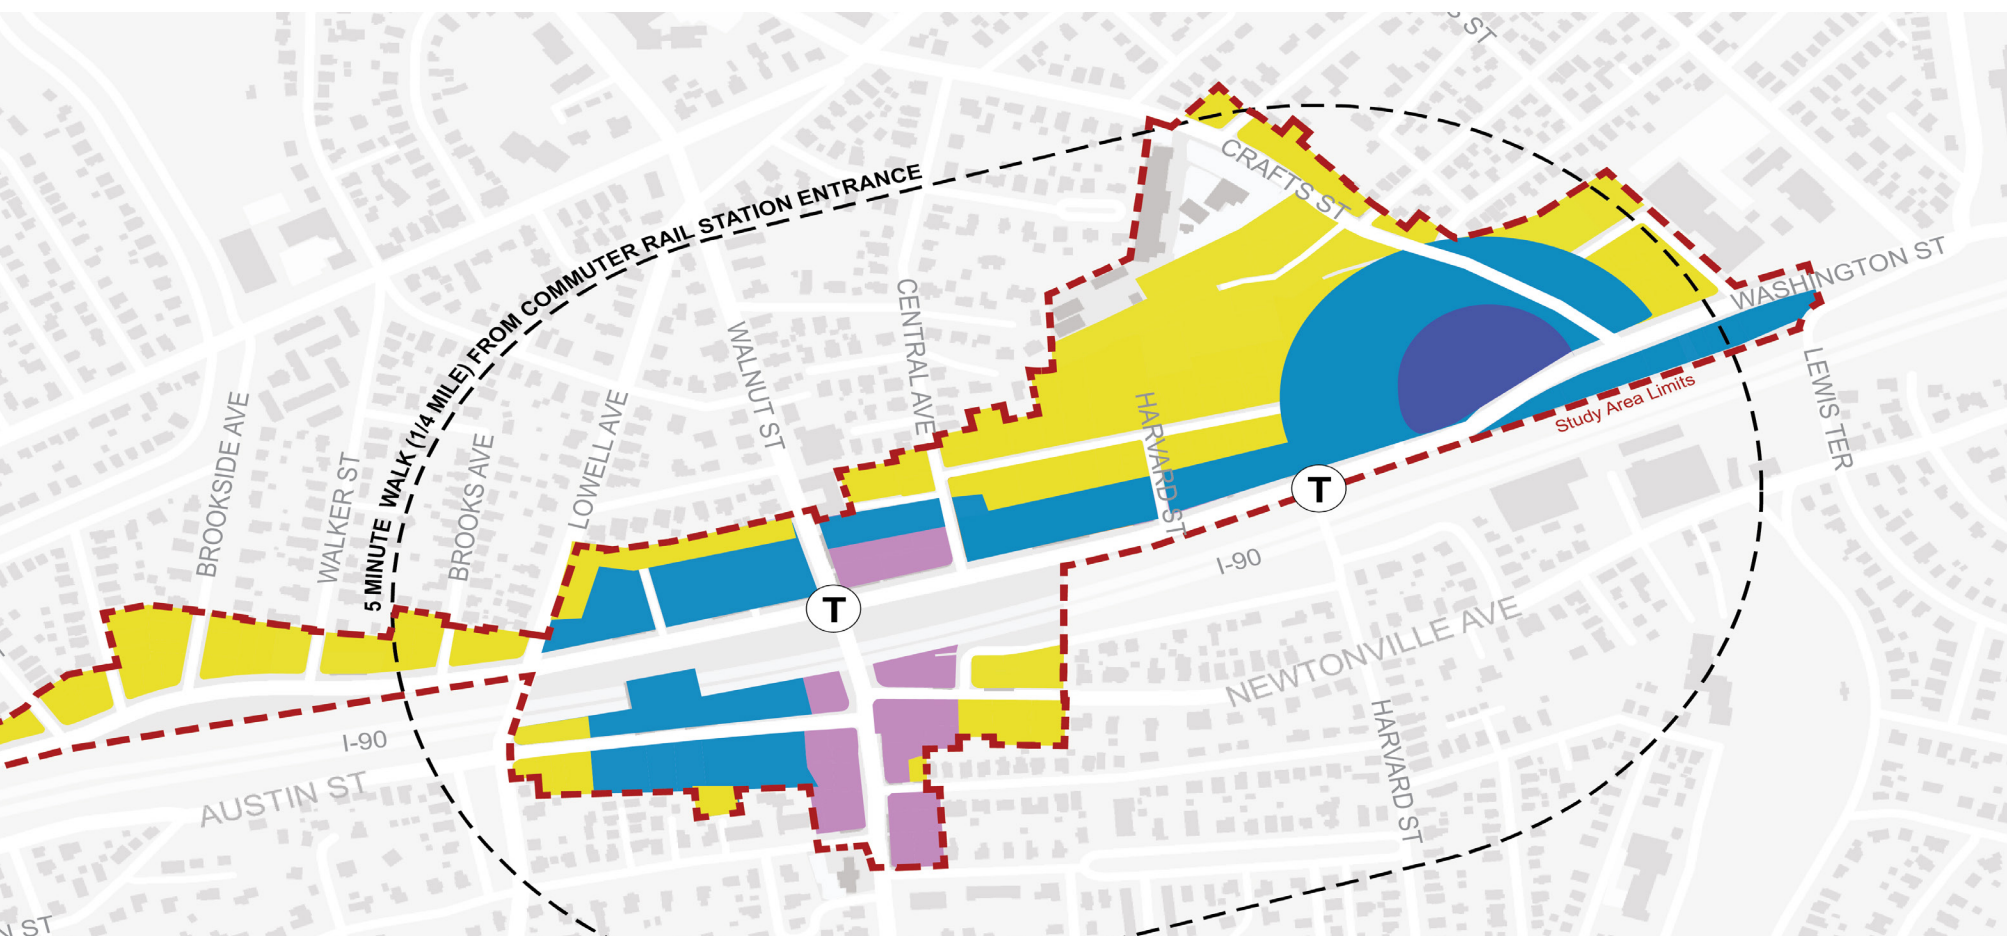 S ST
CRAFTS ST
5 MINUTE WALK (1/4 MILE) FROM COMMUTER RAIL STATION ENTRANCE
WASHINGTON ST
CENTRAL AVE
WALNUT ST
LEWIS TER
Study Area Limits
BROOKSIDE AVE
LOWELL AVE
HARVARD ST
WALKER ST
BROOKS AVE
T
I-90
T
NEWTONVILLE AVE
HARVARD ST
I-90
AUSTIN ST
N ST